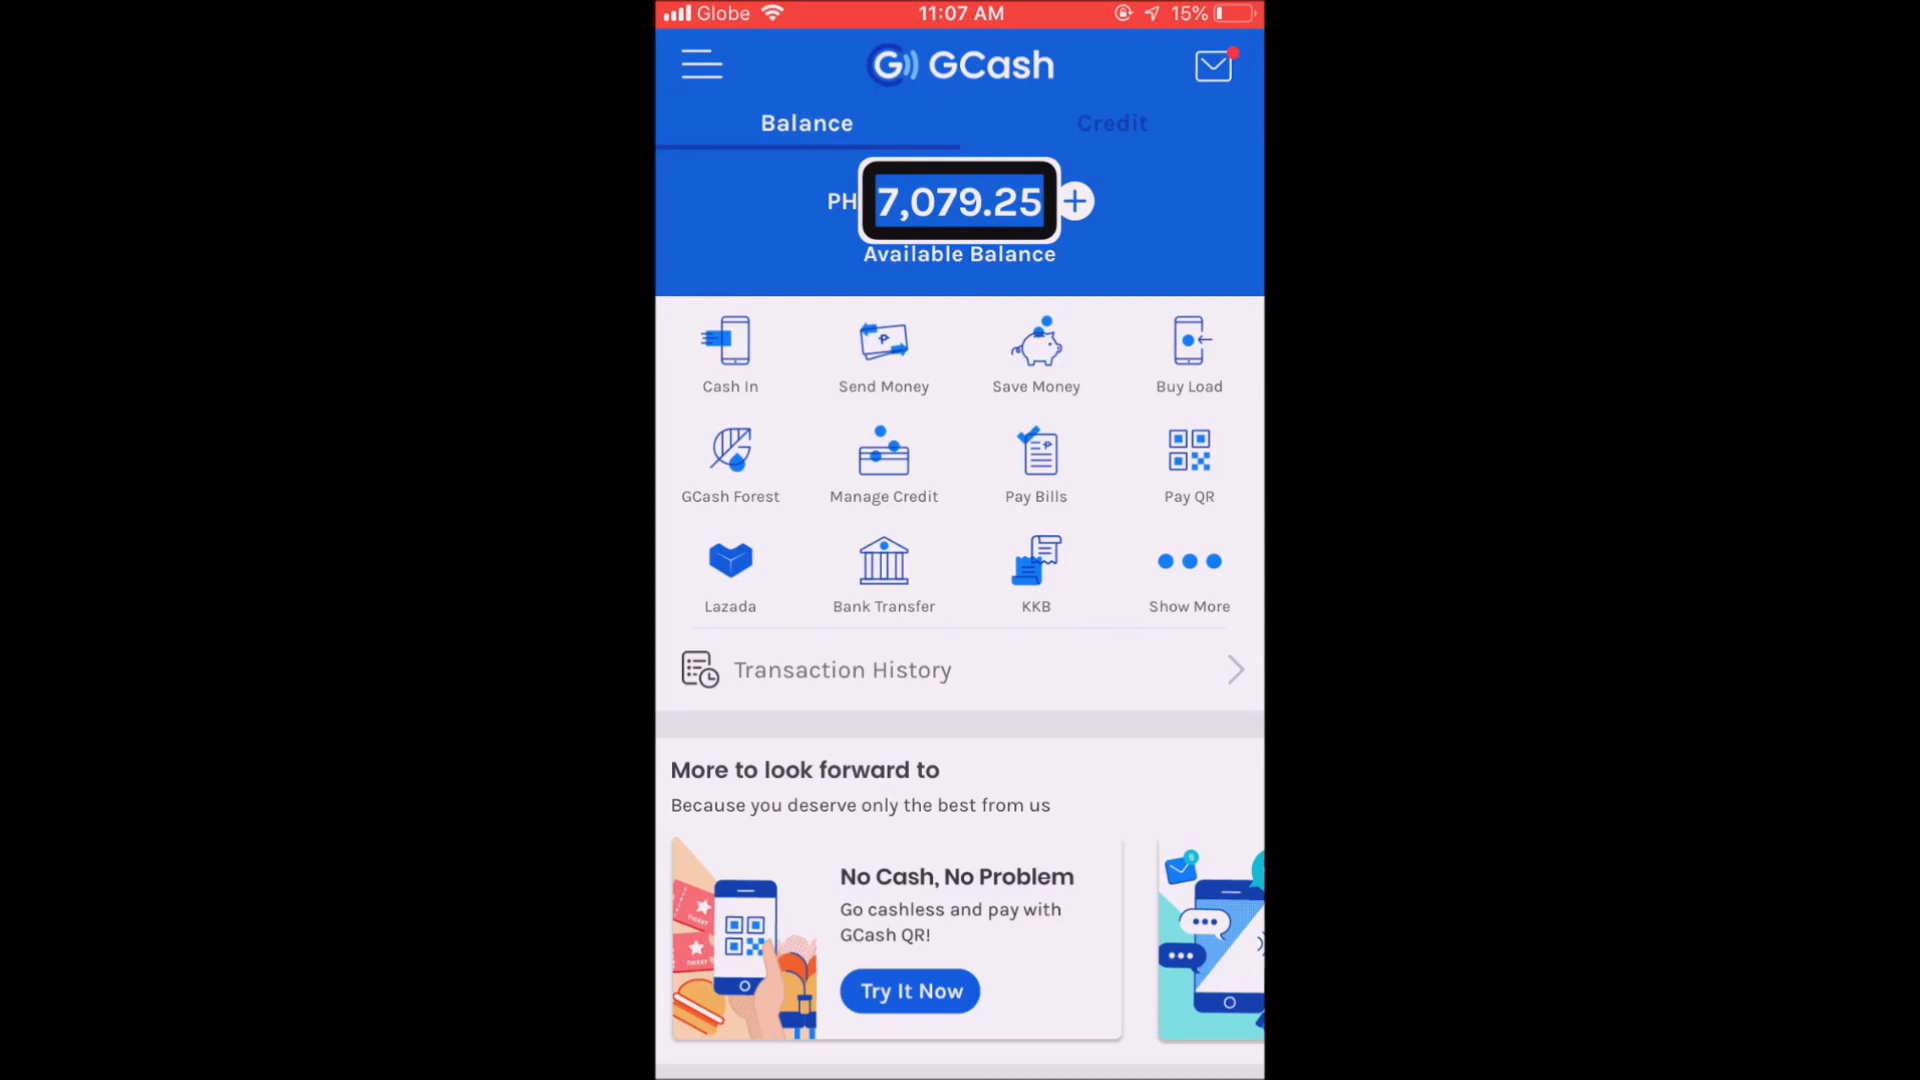 Globe 11:07 AM 15%
GCash
Balance Credit
PH 7,079.25
Available Balance
Cash In Send Money Save Money Buy Load
GCash Forest Manage Credit Pay Bills Pay QR
Lazada Bank Transfer KKB Show More
Transaction History
More to look forward to
Because you deserve only the best from us
No Cash, No Problem
Go cashless and pay with
GCash QR!
Try It Now
TICKET
TICKET